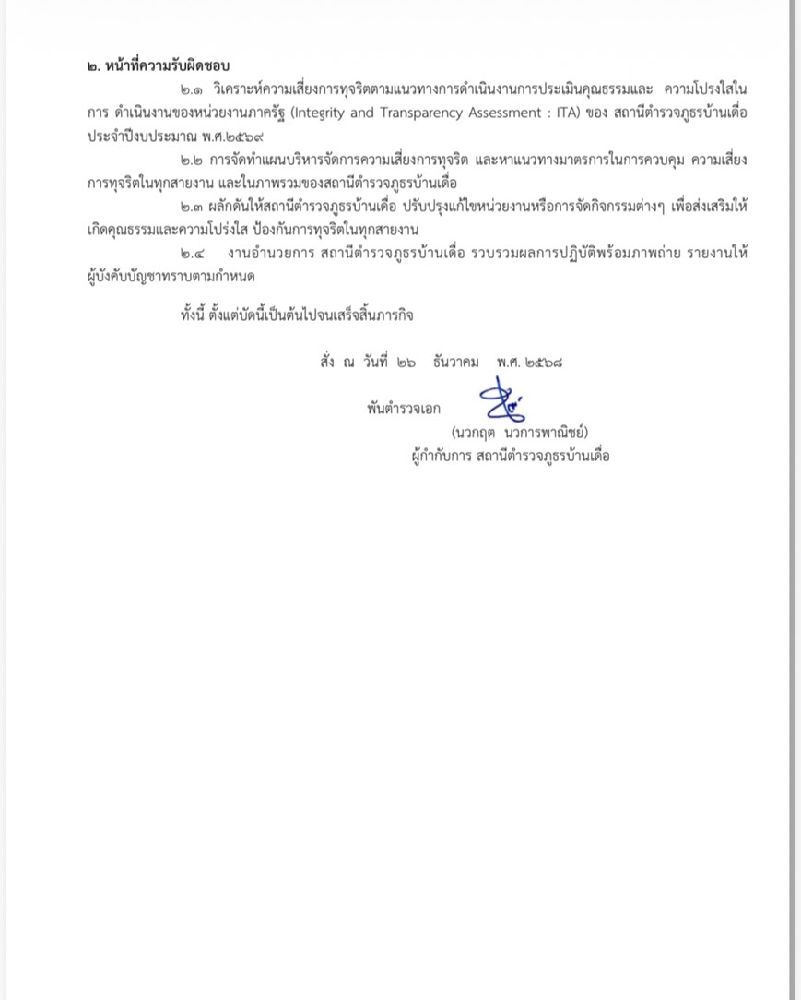 ๒. หน้าที่ความรับผิดชอบ
๒.๑ วิเคราะห์ความเสี่ยงการทุจริตตามแนวทางการดำเนินงานการประเมินคุณธรรมและ ความโปร่งใสใน
การ ดำเนินงานของหน่วยงานภาครัฐ (Integrity and Transparency Assessment : ITA) ของ สถานีตำรวจภูธรบ้านเดื่อ
ประจำปีงบประมาณ พ.ศ.๒๕๖๙
๒.๒ การจัดทำแผนบริหารจัดการความเสี่ยงการทุจริต และหาแนวทางมาตรการในการควบคุม ความเสี่ยง
การทุจริตในทุกสายงาน และในภาพรวมของสถานีตำรวจภูธรบ้านเดื่อ
๒.๓ ผลักดันให้สถานีตำรวจภูธรบ้านเดื่อ ปรับปรุงแก้ไขหน่วยงานหรือการจัดกิจกรรมต่างๆ เพื่อส่งเสริมให้
เกิดคุณธรรมและความโปร่งใส ป้องกันการทุจริตในทุกสายงาน
๒.๔ งานอำนวยการ สถานีตำรวจภูธรบ้านเดื่อ รวบรวมผลการปฏิบัติพร้อมภาพถ่าย รายงานให้
ผู้บังคับบัญชาทราบตามกำหนด
ทั้งนี้ ตั้งแต่บัดนี้เป็นต้นไปจนเสร็จสิ้นภารกิจ
สั่ง ณ วันที่ ๒๖ ธันวาคม พ.ศ. ๒๕๖๘
พันตำรวจเอก
(นวกฤต นวการพาณิชย์)
ผู้กำกับการ สถานีตำรวจภูธรบ้านเดื่อ